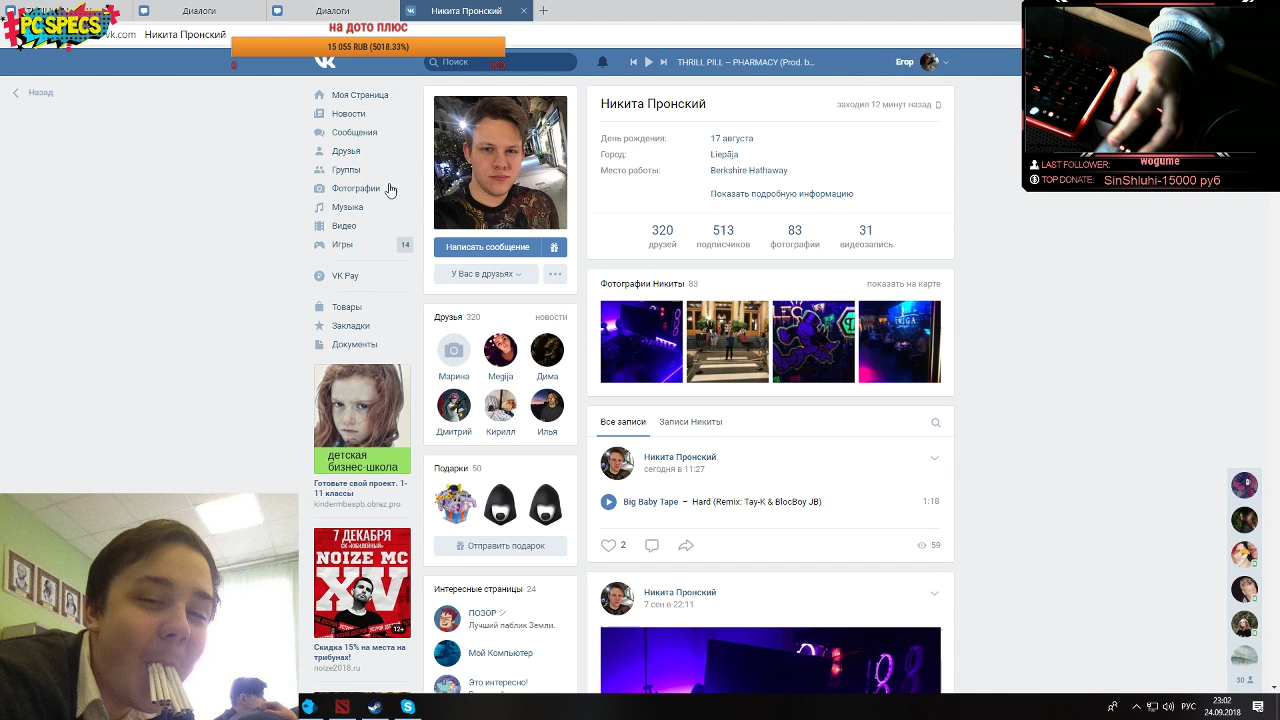 PC SPECS
Диалоги
Диалоги
Никита Пронский
vk.com
Никита Пронский
на дото плюс
15 055 RUB (5018.33%)
0
Поиск
THRILL PILL – PHARMACY (Prod. b...
Егор
Назад
Моя Страница
Новости
Сообщения
Друзья
Группы
Фотографии
Музыка
Видео
Игры
14
VK Pay
Товары
Закладки
Документы
детская
бизнес-школа
Готовьте свой проект. 1-
11 классы
kindermbaspb.obraz.pro
7 ДЕКАБРЯ
СК «ЮБИЛЕЙНЫЙ»
NOIZE MC
XV
12+
Скидка 15% на места на
трибунах!
noize2018.ru
Написать сообщение
У Вас в друзьях
Друзья 320
новости
Марина
Megija
Дима
Дмитрий
Кирилл
Илья
Подарки 50
Отправить подарок
Интересные страницы 24
ПОЗОР シ
Лучший паблик Земли.
Мой Компьютер
Это интересно!
Никита Пронский
заходил 12 минут назад
День рождения: 17 августа
Город: Liepāja
Место работы: Berkshire Hathaway
Показать подробную информацию
320 513 83 31
друзей подписчиков фотографии видеозапись
Фотографии Никиты 83
показать на карте
Все записи Записи Никиты
Никита Пронский
сегодня в 11:27
Big Baby Tape – Hard (Remix: Tay-K & BlocBoy JB)
1:18
2
59
Никита Пронский
7 сен в 22:11
LAST FOLLOWER: wogume
TOP DONATE: SinShluhi-15000 руб
30
РУС
23:02
24.09.2018